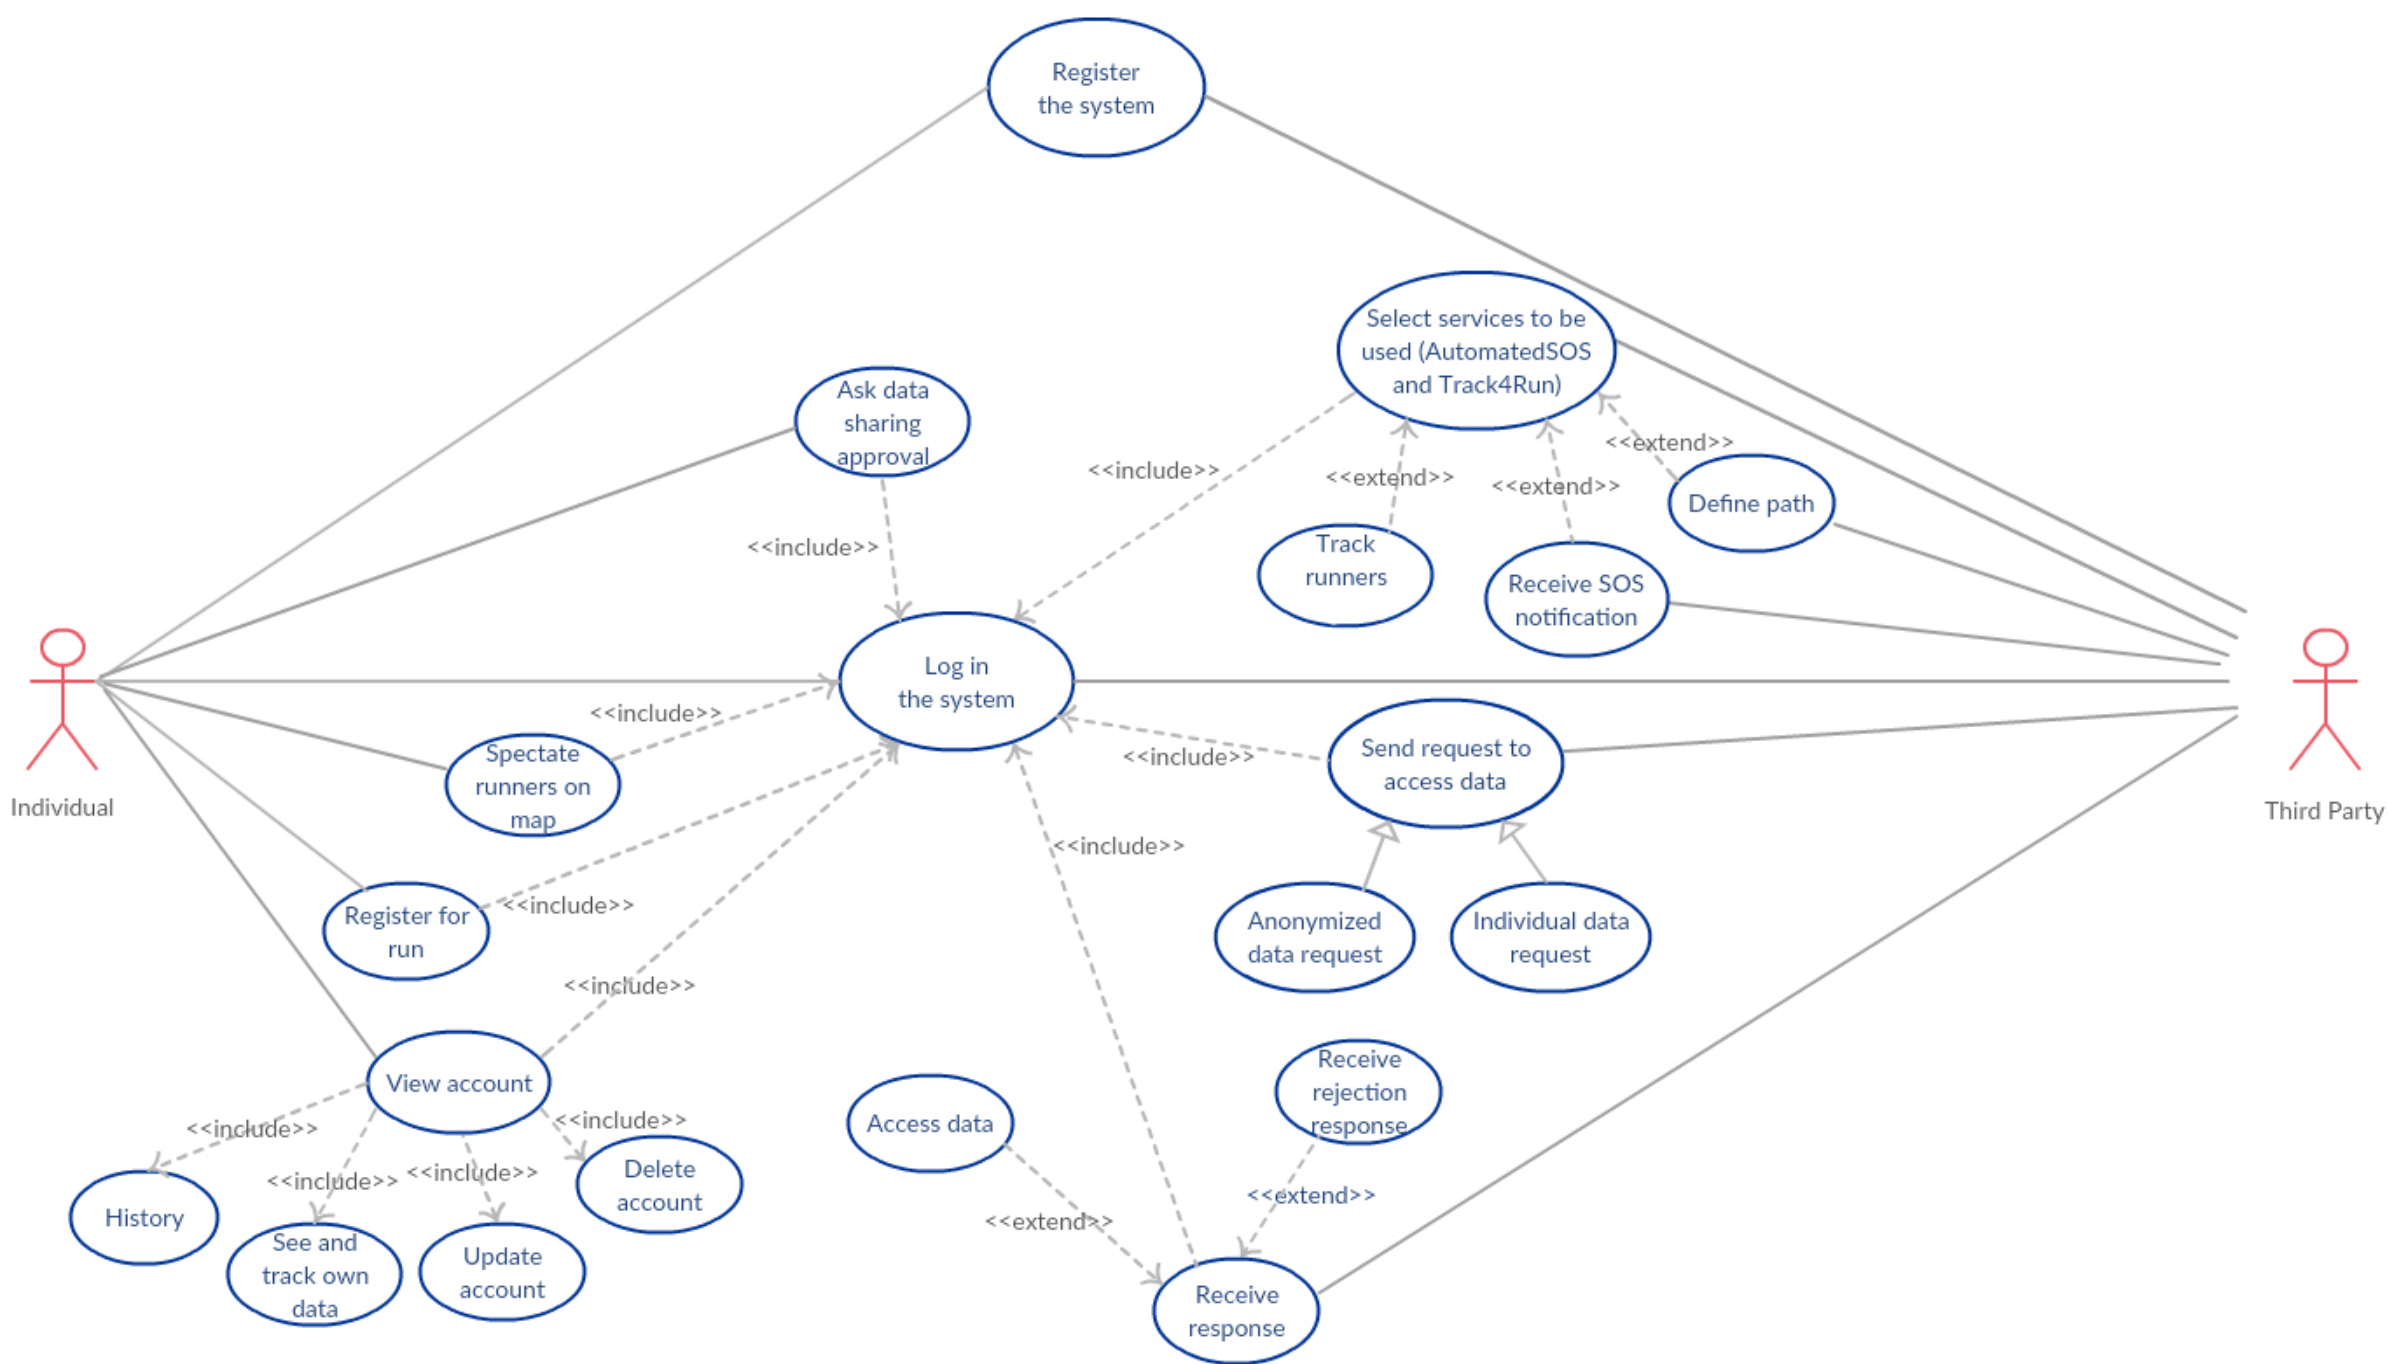 Register
the system
Select services to be
used (AutomatedSOS
and Track4Run)
Ask data
sharing
approval
<<extend>>
<<include>>
<<extend>>
<<extend>>
Define path
<<include>>
Track
runners
Receive SOS
notification
Log in
the system
<<include>>
Spectate
runners on
map
<<include>>
Send request to
access data
Individual
Third Party
<<include>>
Register for
run
<<include>>
Anonymized
data request
Individual data
request
<<include>>
View account
Receive
rejection
response
Access data
<<include>>
<<include>>
<<include>>
<<include>>
Delete
account
<<extend>>
<<extend>>
History
See and
track own
data
Update
account
Receive
response